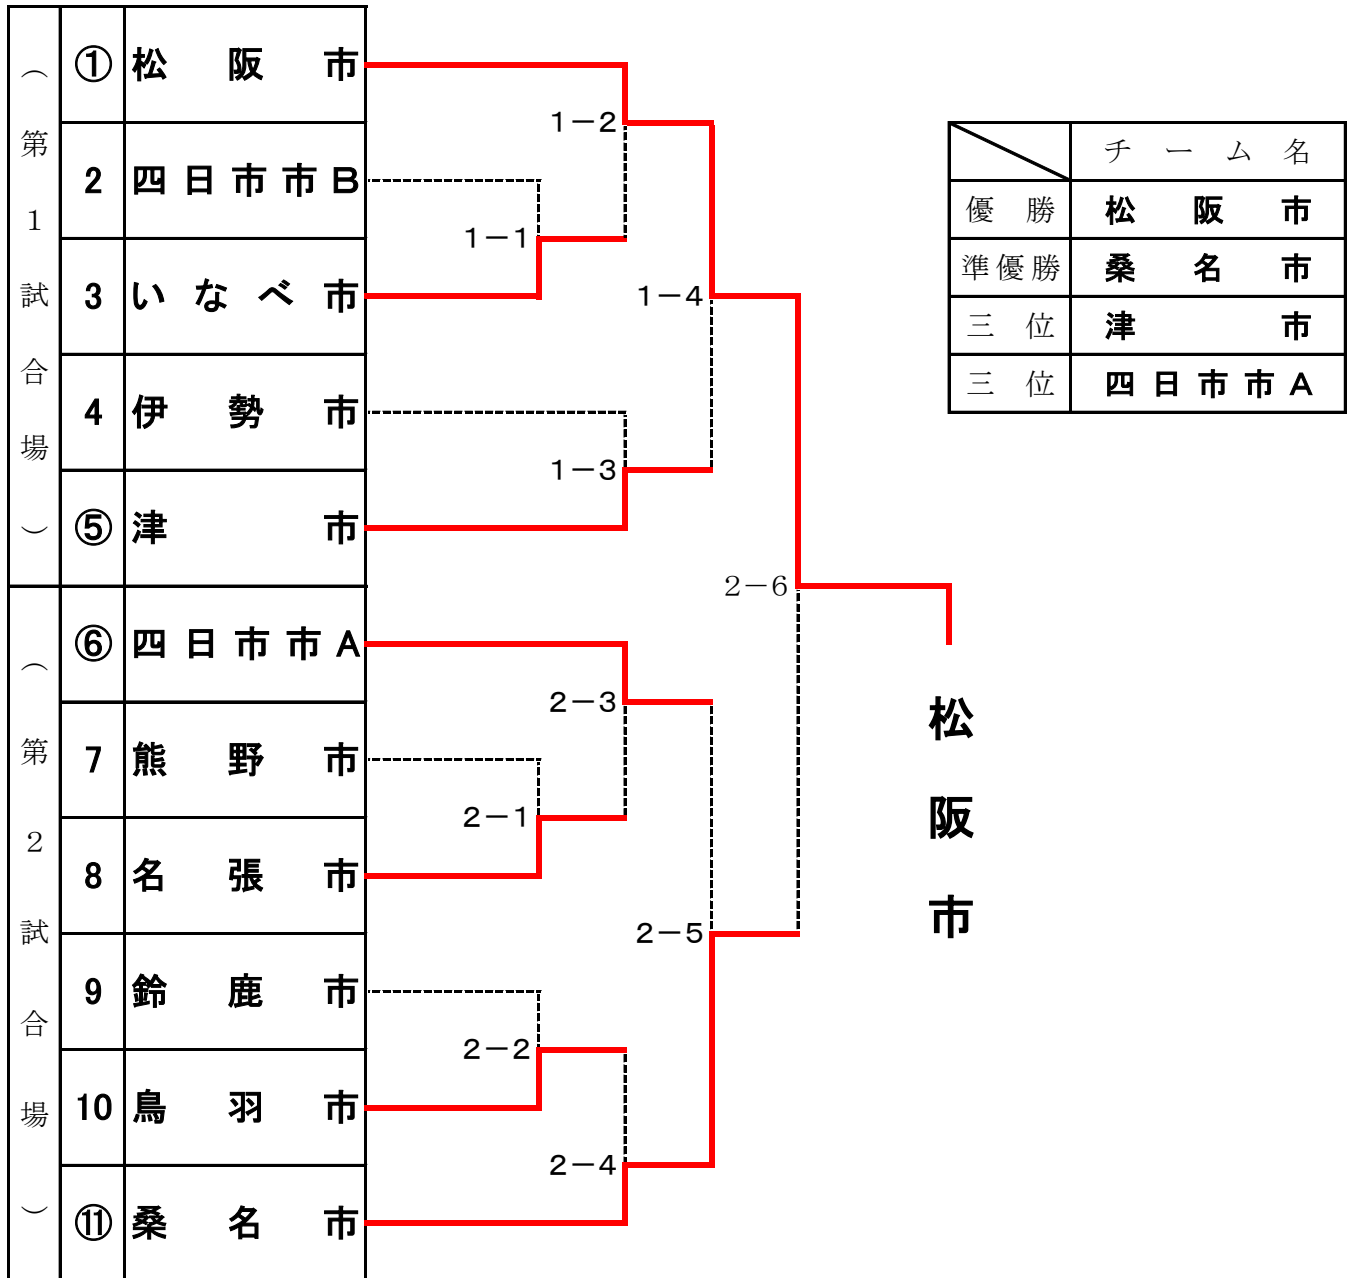 （第１試合場）
① 松阪市
2 四日市市Ｂ
3 いなべ市
4 伊勢市
⑤ 津市
（第２試合場）
⑥ 四日市市Ａ
7 熊野市
8 名張市
9 鈴鹿市
10 鳥羽市
⑪ 桑名市
1－2
1－1
1－4
1－3
2－6
2－3
2－1
2－5
2－2
2－4
チーム名
優勝 松阪市
準優勝 桑名市
三位 津市
三位 四日市市Ａ
松阪市